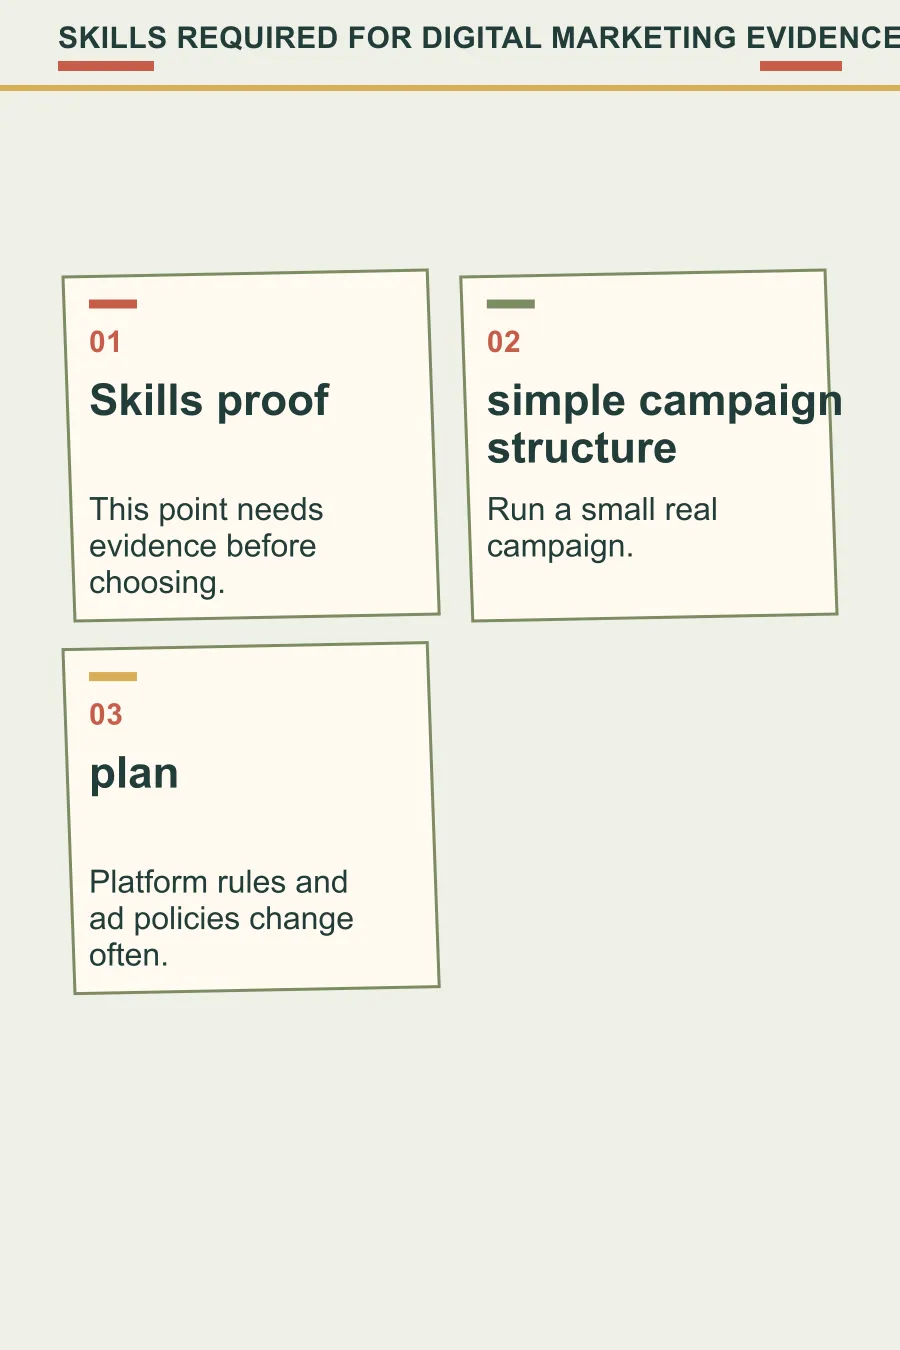 SKILLS REQUIRED FOR DIGITAL MARKETING EVIDENCE
01
Skills proof
This point needs
evidence before
choosing.
02
simple campaign
structure
Run a small real
campaign.
03
plan
Platform rules and
ad policies change
often.